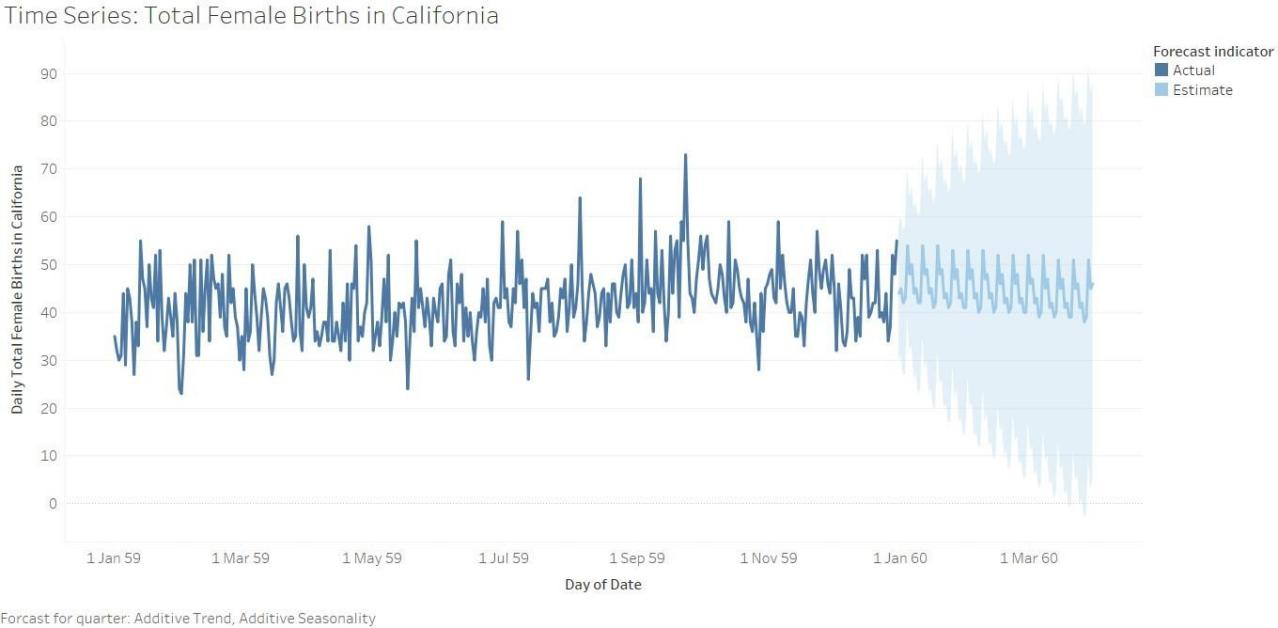 Time Series: Total Female Births in California
Forecast indicator
Actual
Estimate
Daily Total Female Births in California
90
80
70
60
50
40
30
20
10
0
1 Jan 59
1 Mar 59
1 May 59
1 Jul 59
1 Sep 59
1 Nov 59
1 Jan 60
1 Mar 60
Day of Date
Forcast for quarter: Additive Trend, Additive Seasonality